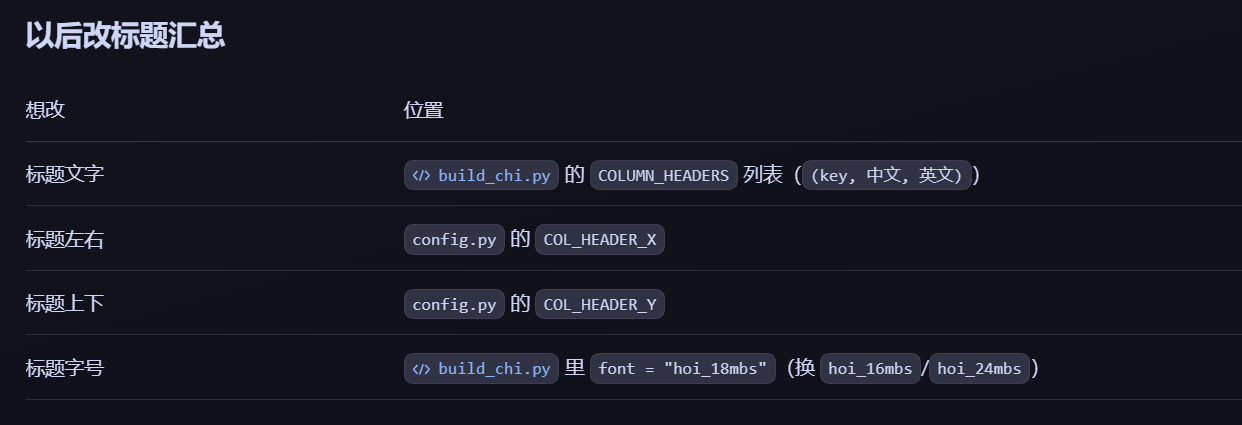 以后改标题汇总
想改 位置
标题文字 </> build_chi.py 的 COLUMN_HEADERS 列表 ((key, 中文, 英文))
标题左右 config.py 的 COL_HEADER_X
标题上下 config.py 的 COL_HEADER_Y
标题字号 </> build_chi.py 里 font = "hoi_18mbs" (换 hoi_16mbs/hoi_24mbs)